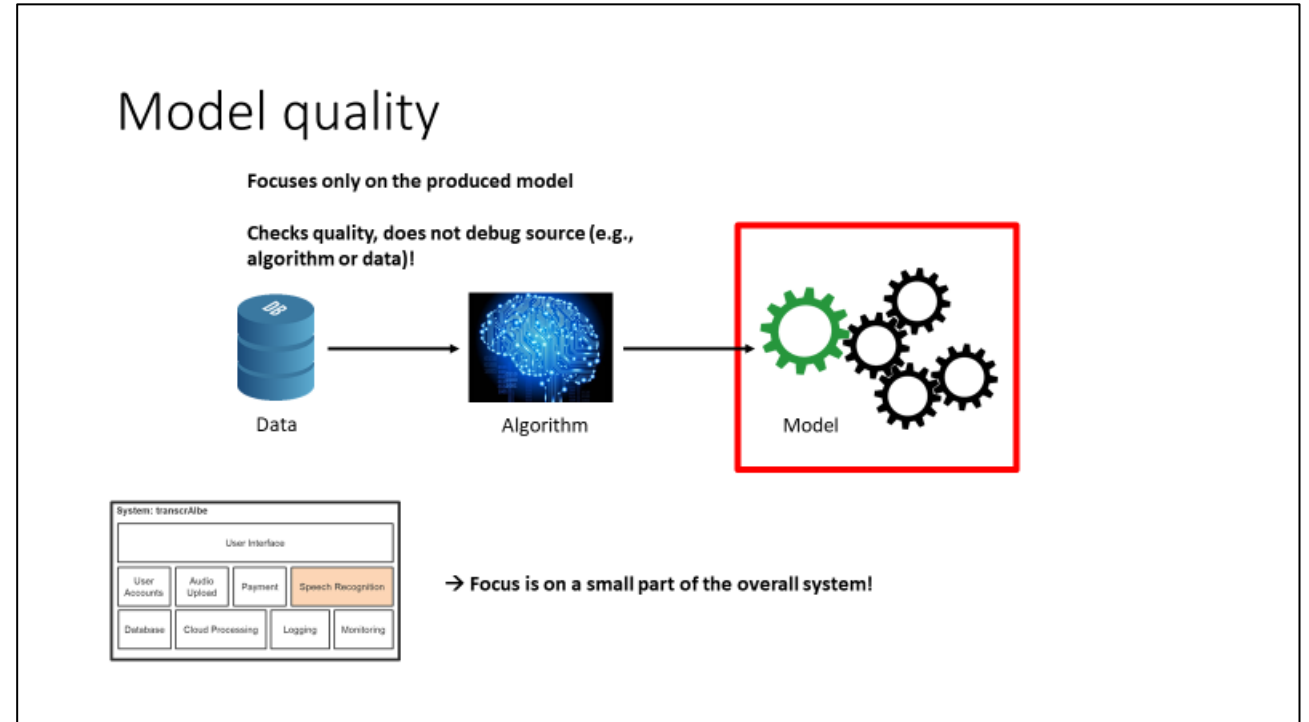 Model quality
Focuses only on the produced model
Checks quality, does not debug source (e.g.,
algorithm or data)!
DB
Data
Algorithm
Model
System: transcrAIbe
User Interface
User
Accounts
Audio
Upload
Payment
Speech Recognition
Database
Cloud Processing
Logging
Monitoring
→ Focus is on a small part of the overall system!